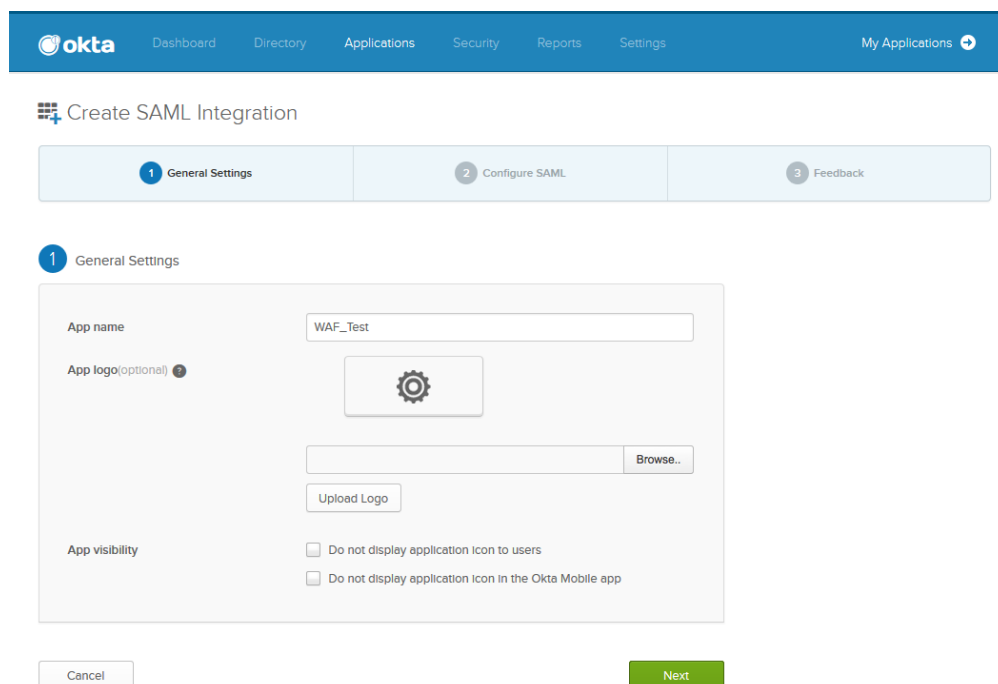 okta Dashboard Directory Applications Security Reports Settings My Applications
Create SAML Integration
1 General Settings 2 Configure SAML 3 Feedback
1 General Settings
App name WAF_Test
App logo(optional) ?
Browse..
Upload Logo
App visibility Do not display application icon to users
Do not display application icon in the Okta Mobile app
Cancel Next